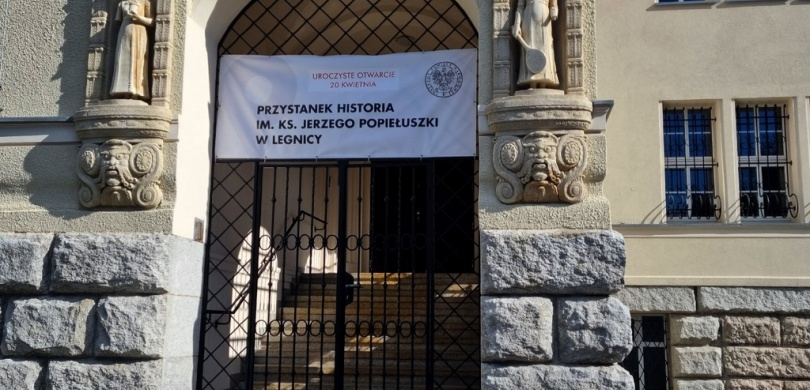 UROCZYSTE OTWARCIE
20 KWIETNIA
PRZYSTANEK HISTORIA
IM. KS. JERZEGO POPIEŁUSZKI
W LEGNICY